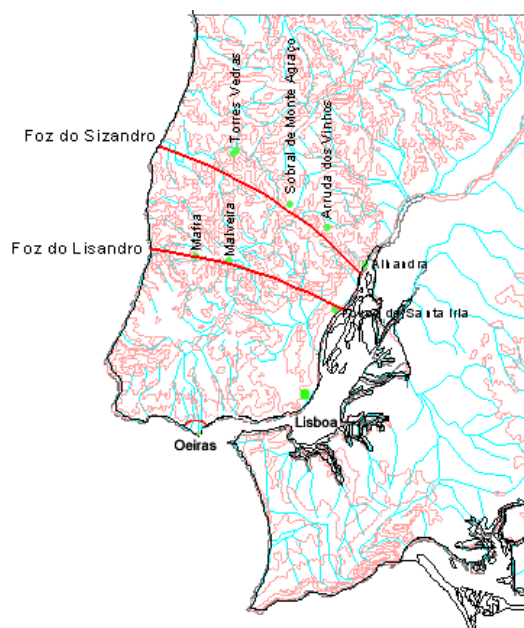 Foz do Sizandro
Torres Vedras
Sobral de Monte Agraço
Arruda dos Vinhos
Foz do Lisandro
Mafra
Malveira
Alhandra
de Santa Iria
Lisboa
Oeiras